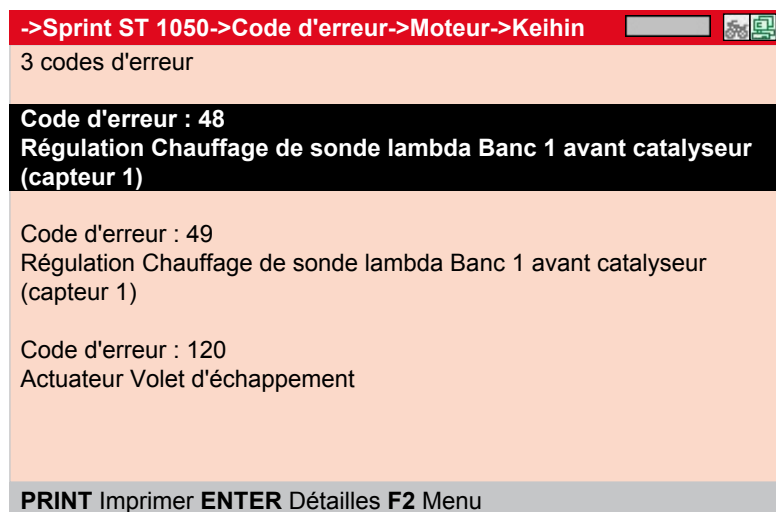 ->Sprint ST 1050->Code d'erreur->Moteur->Keihin
3 codes d'erreur
Code d'erreur : 48
Régulation Chauffage de sonde lambda Banc 1 avant catalyseur
(capteur 1)
Code d'erreur : 49
Régulation Chauffage de sonde lambda Banc 1 avant catalyseur
(capteur 1)
Code d'erreur : 120
Actuateur Volet d'échappement
PRINT Imprimer ENTER Détailles F2 Menu